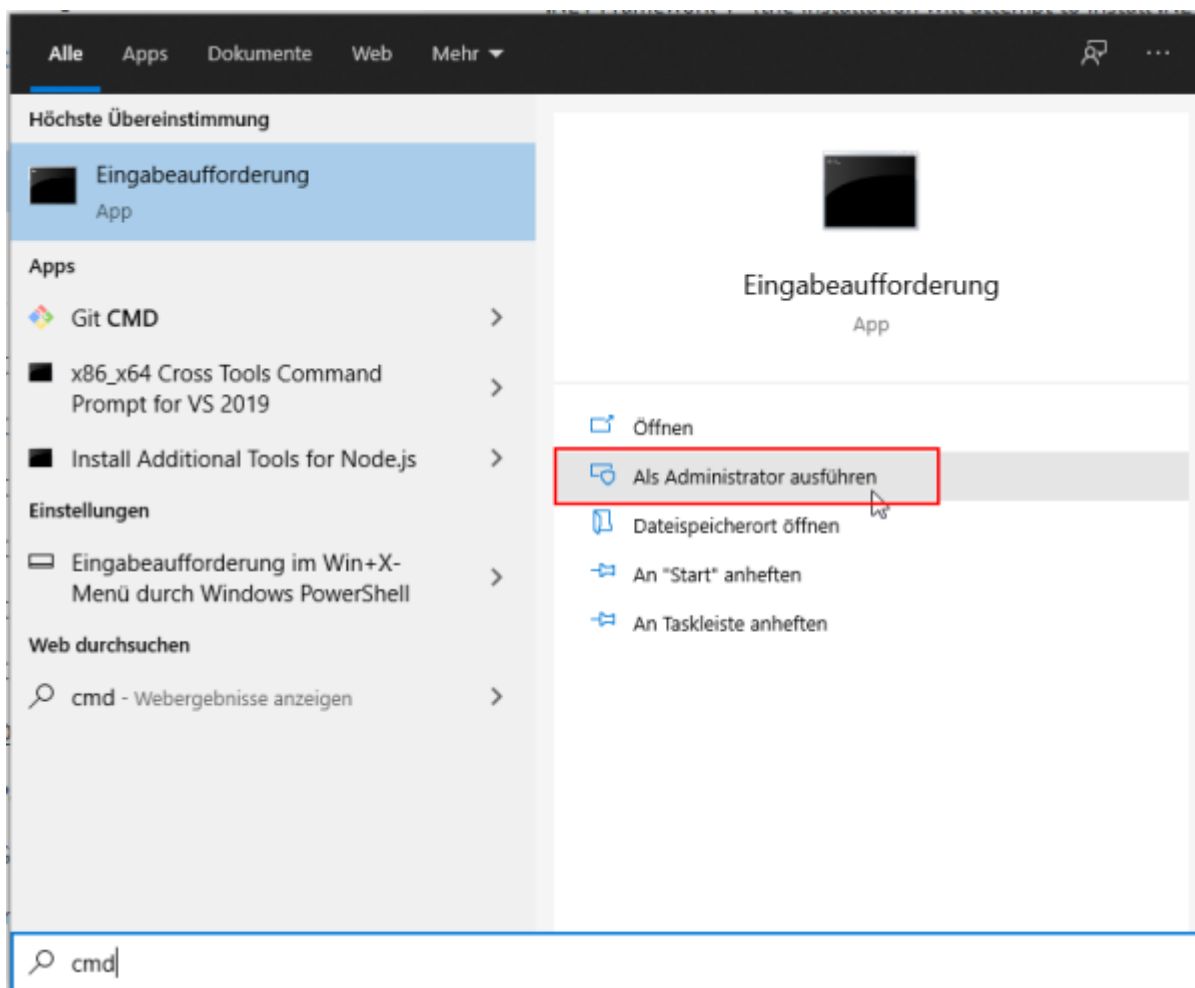 Alle Apps Dokumente Web Mehr
Höchste Übereinstimmung
Eingabeaufforderung
App
Apps
Git CMD
x86_x64 Cross Tools Command
Prompt for VS 2019
Install Additional Tools for Node.js
Einstellungen
Eingabeaufforderung im Win+X-
Menü durch Windows PowerShell
Web durchsuchen
cmd - Webergebnisse anzeigen
Eingabeaufforderung
App
Öffnen
Als Administrator ausführen
Dateispeicherort öffnen
An "Start" anheften
An Taskleiste anheften
cmd